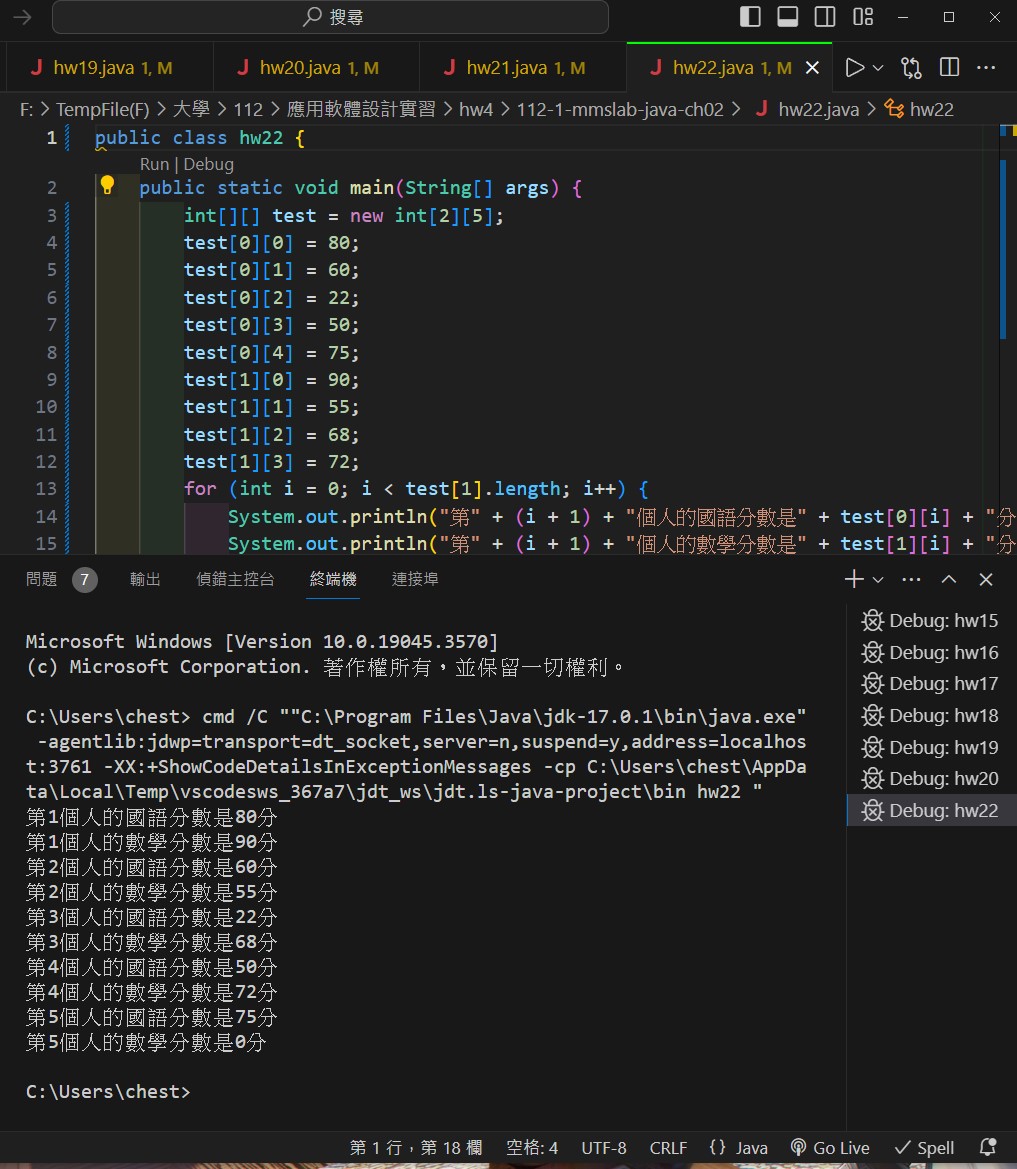 搜尋
hw19.java 1, M hw20.java 1, M hw21.java 1, M hw22.java 1, M
F: > TempFile(F) > 大學 > 112 > 應用軟體設計實習 > hw4 > 112-1-mmslab-java-ch02 > hw22.java > hw22
1 public class hw22 {
Run | Debug
2 public static void main(String[] args) {
3 int[][] test = new int[2][5];
4 test[0][0] = 80;
5 test[0][1] = 60;
6 test[0][2] = 22;
7 test[0][3] = 50;
8 test[0][4] = 75;
9 test[1][0] = 90;
10 test[1][1] = 55;
11 test[1][2] = 68;
12 test[1][3] = 72;
13 for (int i = 0; i < test[1].length; i++) {
14 System.out.println("第" + (i + 1) + "個人的國語分數是" + test[0][i] + "分
15 System.out.println("第" + (i + 1) + "個人的數學分數是" + test[1][i] + "分
問題 7 輸出 偵錯主控台 終端機 連接埠
Microsoft Windows [Version 10.0.19045.3570]
(c) Microsoft Corporation. 著作權所有，並保留一切權利。
C:\Users\chest> cmd /C ""C:\Program Files\Java\jdk-17.0.1\bin\java.exe"
-agentlib:jdwp=transport=dt_socket,server=n,suspend=y,address=localhos
t:3761 -XX:+ShowCodeDetailsInExceptionMessages -cp C:\Users\chest\AppDa
ta\Local\Temp\vscodesws_367a7\jdt_ws\jdt.ls-java-project\bin hw22 "
第1個人的國語分數是80分
第1個人的數學分數是90分
第2個人的國語分數是60分
第2個人的數學分數是55分
第3個人的國語分數是22分
第3個人的數學分數是68分
第4個人的國語分數是50分
第4個人的數學分數是72分
第5個人的國語分數是75分
第5個人的數學分數是0分
C:\Users\chest>
Debug: hw15
Debug: hw16
Debug: hw17
Debug: hw18
Debug: hw19
Debug: hw20
Debug: hw22
第 1 行，第 18 欄 空格: 4 UTF-8 CRLF {} Java Go Live Spell